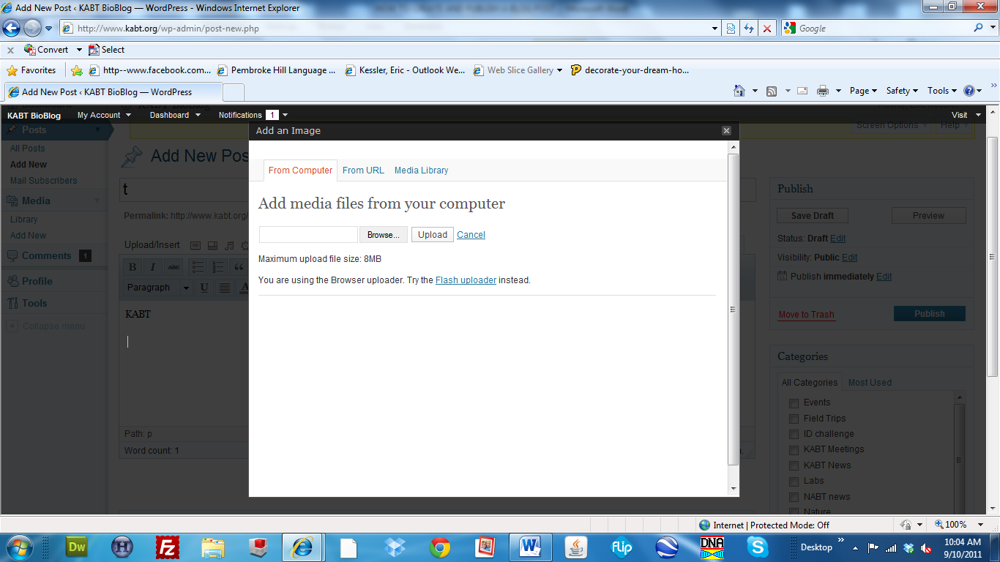 Add New Post ‹ KABT BioBlog — WordPress - Windows Internet Explorer
http://www.kabt.org/wp-admin/post-new.php
Google
x Convert Select
Favorites http--www.facebook.com... Pembroke Hill Language ... Kessler, Eric - Outlook We... Web Slice Gallery decorate-your-dream-ho...
Add New Post ‹ KABT BioBlog — WordPress
Page Safety Tools
KABT BioBlog My Account Dashboard Notifications 1 Visit
Posts
All Posts
Add New
Mail Subscribers
Media
Library
Add New
Comments 1
Profile
Tools
Collapse menu
Screen Options Help
Add New Pos
t
Permalink: http://www.kabt.org/
Upload/Insert
B I ABC
Paragraph U A
KABT
Path: p
Word count: 1
Add an Image
From Computer From URL Media Library
Add media files from your computer
Browse... Upload Cancel
Maximum upload file size: 8MB
You are using the Browser uploader. Try the Flash uploader instead.
Publish
Save Draft Preview
Status: Draft Edit
Visibility: Public Edit
Publish immediately Edit
Move to Trash Publish
Categories
All Categories Most Used
Events
Field Trips
ID challenge
KABT Meetings
KABT News
Labs
NABT news
Nature
Internet | Protected Mode: Off
100%
Dw H Fz W flip DNA S
Desktop
10:04 AM
9/10/2011